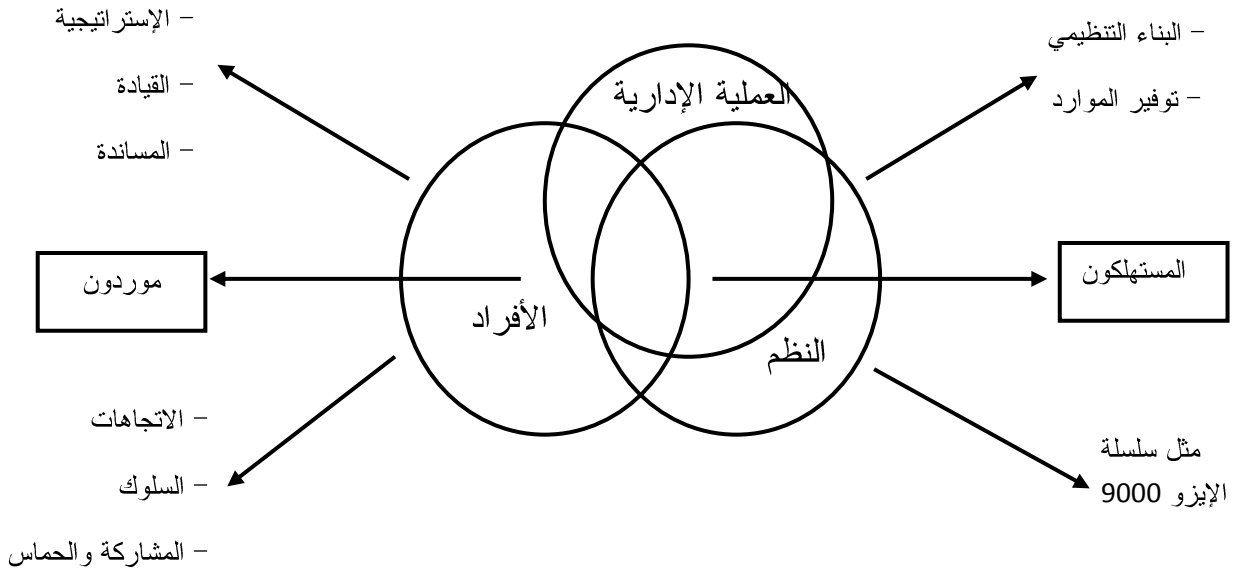 – البناء التنظيمي
– توفير الموارد
– الإستراتيجية
– القيادة
– المساندة
العملية الإدارية
المستهلكون
موردون
الأفراد
النظم
مثل سلسلة
الإيزو 9000
– الاتجاهات
– السلوك
– المشاركة والحماس